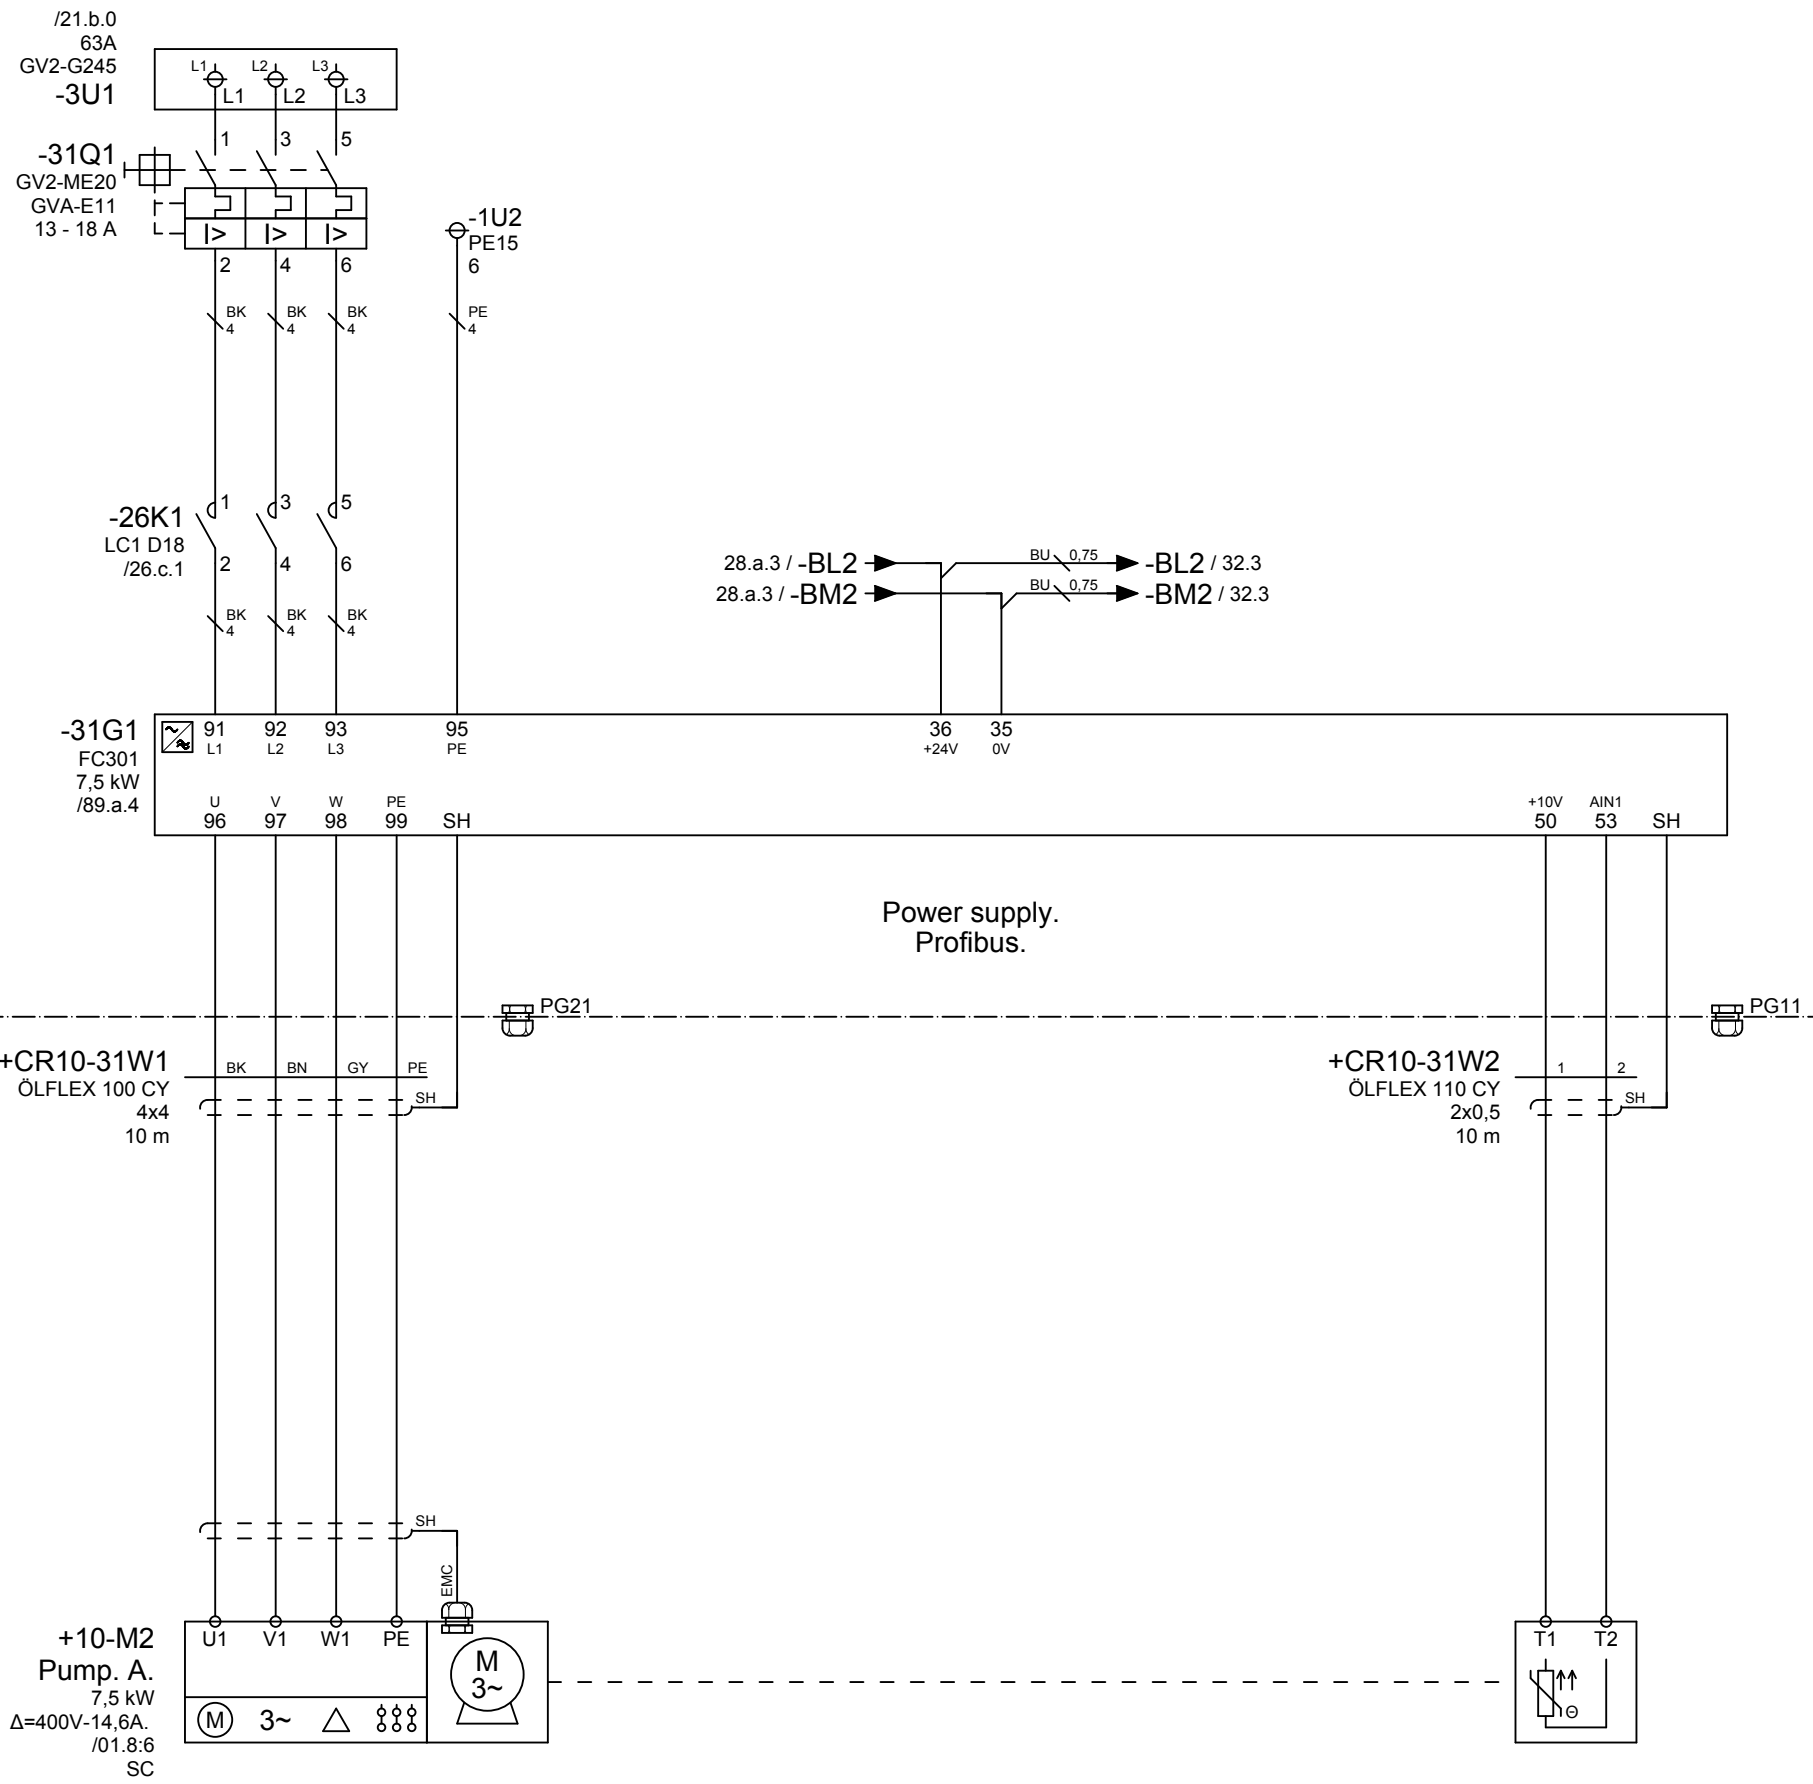 /21.b.0
63A
GV2-G245
-3U1
L1 L2 L3
L1 L2 L3
1 3 5
-31Q1
GV2-ME20
GVA-E11
13 - 18 A
I> I> I>
2 4 6
-1U2
PE15
6
BK 4 BK 4 BK 4 PE 4
1 3 5
-26K1
LC1 D18
/26.c.1
2 4 6
BK 4 BK 4 BK 4
28.a.3 / -BL2 BU 0,75 -BL2 / 32.3
28.a.3 / -BM2 BU 0,75 -BM2 / 32.3
-31G1
FC301
7,5 kW
/89.a.4
91 92 93 95 36 35
L1 L2 L3 PE +24V 0V
U V W PE +10V AIN1
96 97 98 99 SH 50 53 SH
Power supply.
Profibus.
PG21 PG11
+CR10-31W1
ÖLFLEX 100 CY
4x4
10 m
BK BN GY PE
SH
+CR10-31W2
ÖLFLEX 110 CY
2x0,5
10 m
1 2
SH
SH
EMC
+10-M2
Pump. A.
7,5 kW
Δ=400V-14,6A.
/01.8:6
SC
U1 V1 W1 PE
M
3~
M 3~
T1 T2
Θ